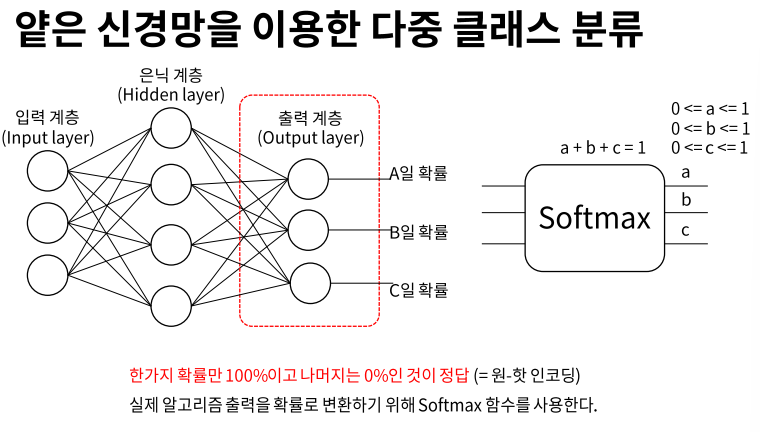 얕은 신경망을 이용한 다중 클래스 분류
은닉 계층
(Hidden layer)
입력 계층
(Input layer)
출력 계층
(Output layer)
A일 확률
B일 확률
C일 확률
0 <= a <= 1
0 <= b <= 1
0 <= c <= 1
a + b + c = 1
a
b
c
Softmax
한가지 확률만 100%이고 나머지는 0%인 것이 정답 (= 원-핫 인코딩)
실제 알고리즘 출력을 확률로 변환하기 위해 Softmax 함수를 사용한다.